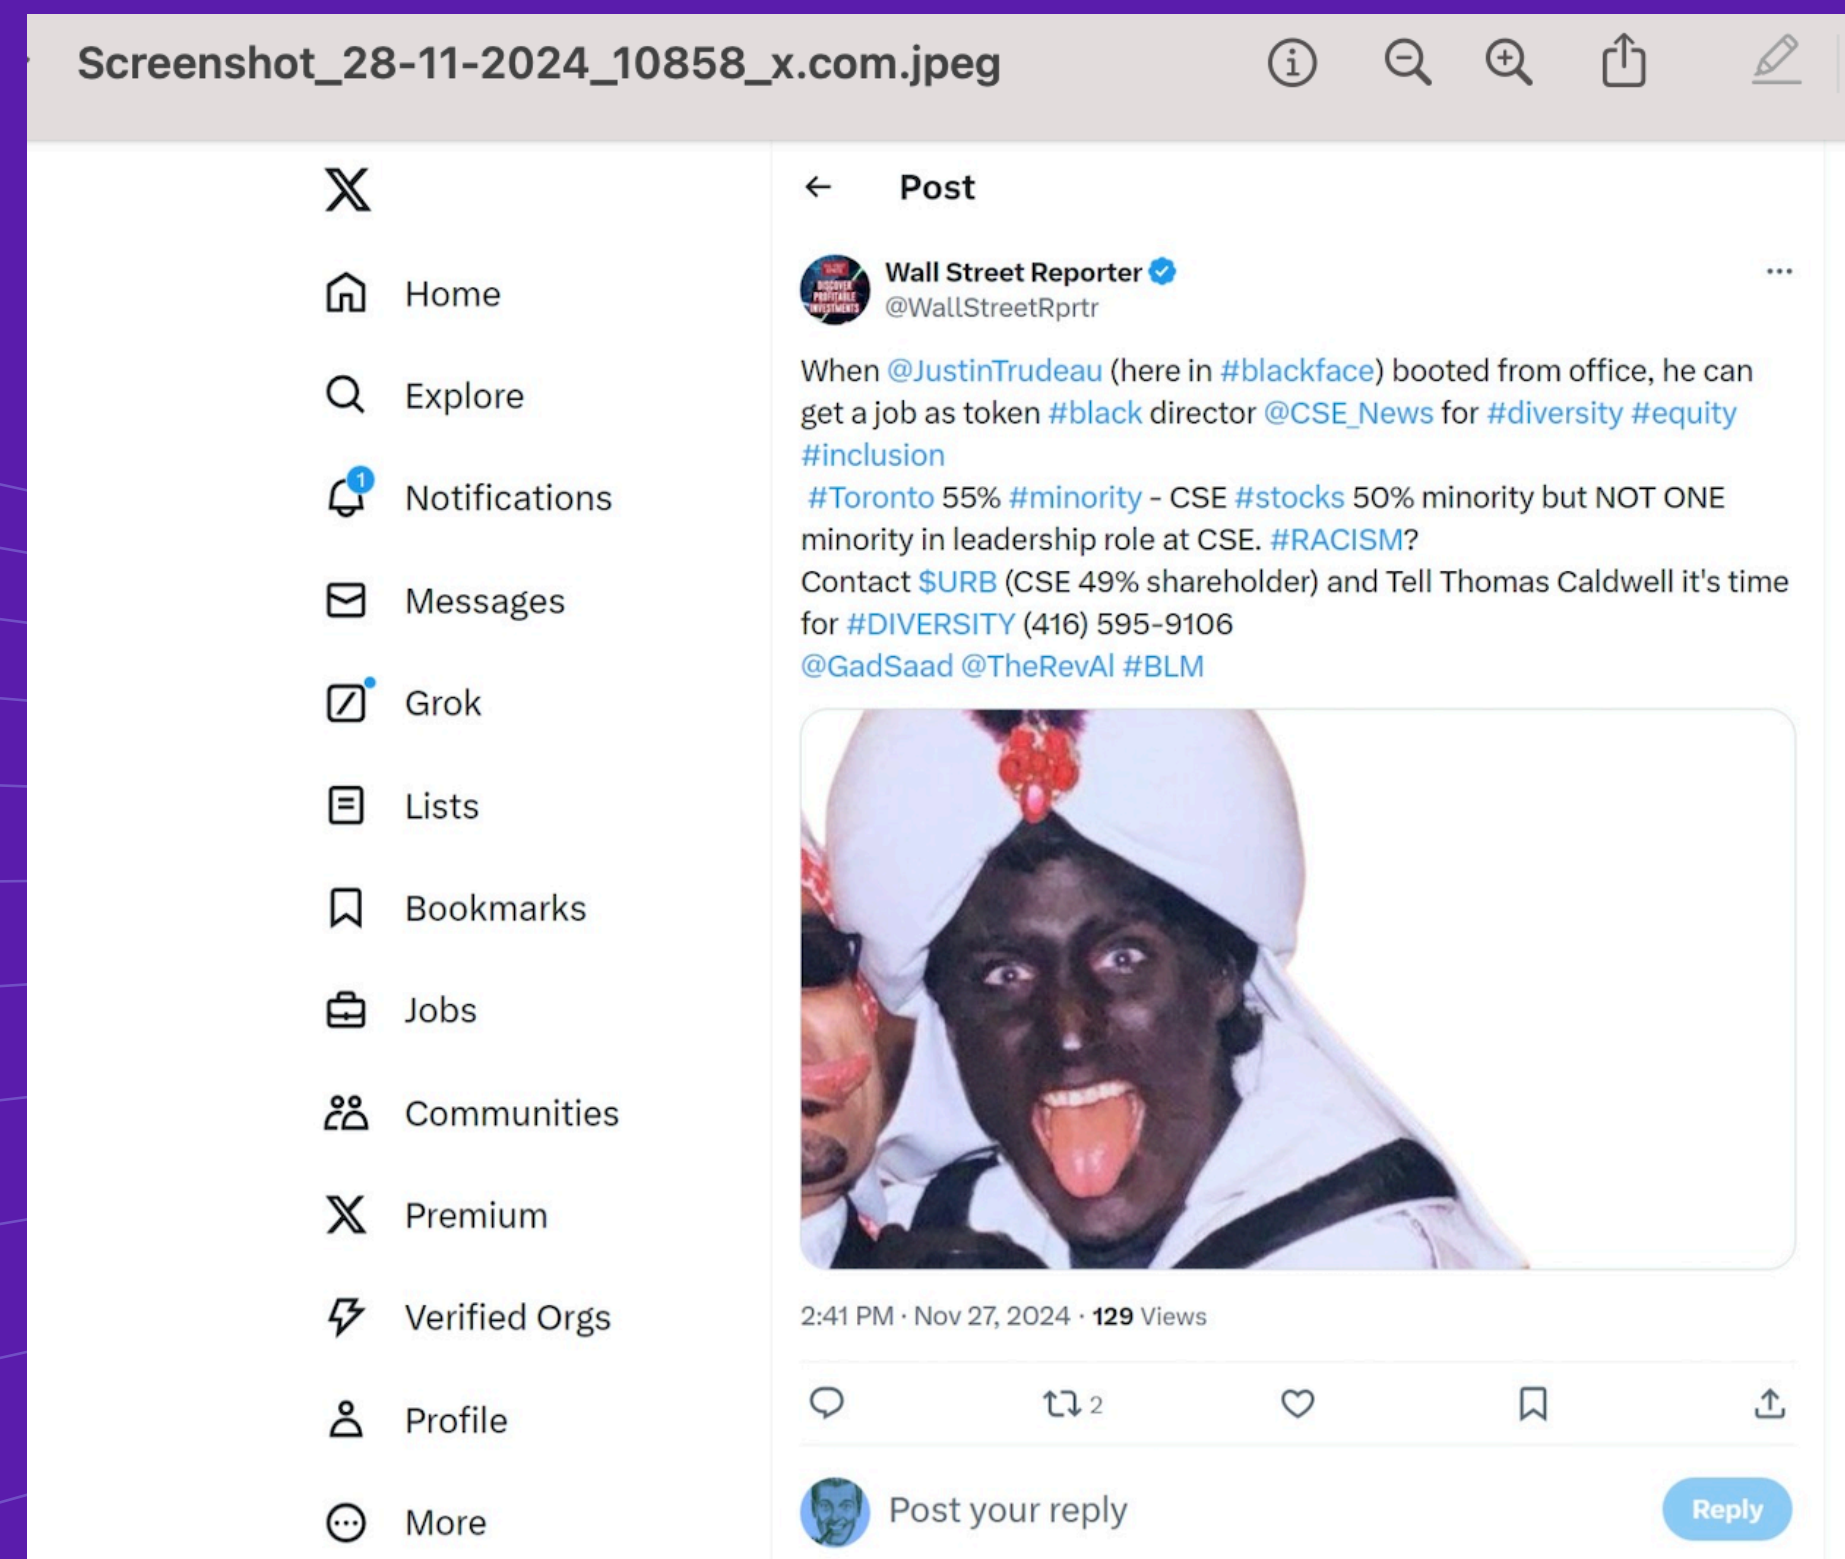 Screenshot_28-11-2024_10858_x.com.jpeg
Home
Explore
1
Notifications
Messages
Grok
Lists
Bookmarks
Jobs
Communities
Premium
Verified Orgs
Profile
More
Post
Wall Street Reporter
@WallStreetRprtr
DISCOVER
PROFITABLE
INVESTMENTS
When @JustinTrudeau (here in #blackface) booted from office, he can
get a job as token #black director @CSE_News for #diversity #equity
#inclusion
#Toronto 55% #minority - CSE #stocks 50% minority but NOT ONE
minority in leadership role at CSE. #RACISM?
Contact $URB (CSE 49% shareholder) and Tell Thomas Caldwell it's time
for #DIVERSITY (416) 595-9106
@GadSaad @TheRevAl #BLM
2:41 PM · Nov 27, 2024 · 129 Views
2
Post your reply
Reply